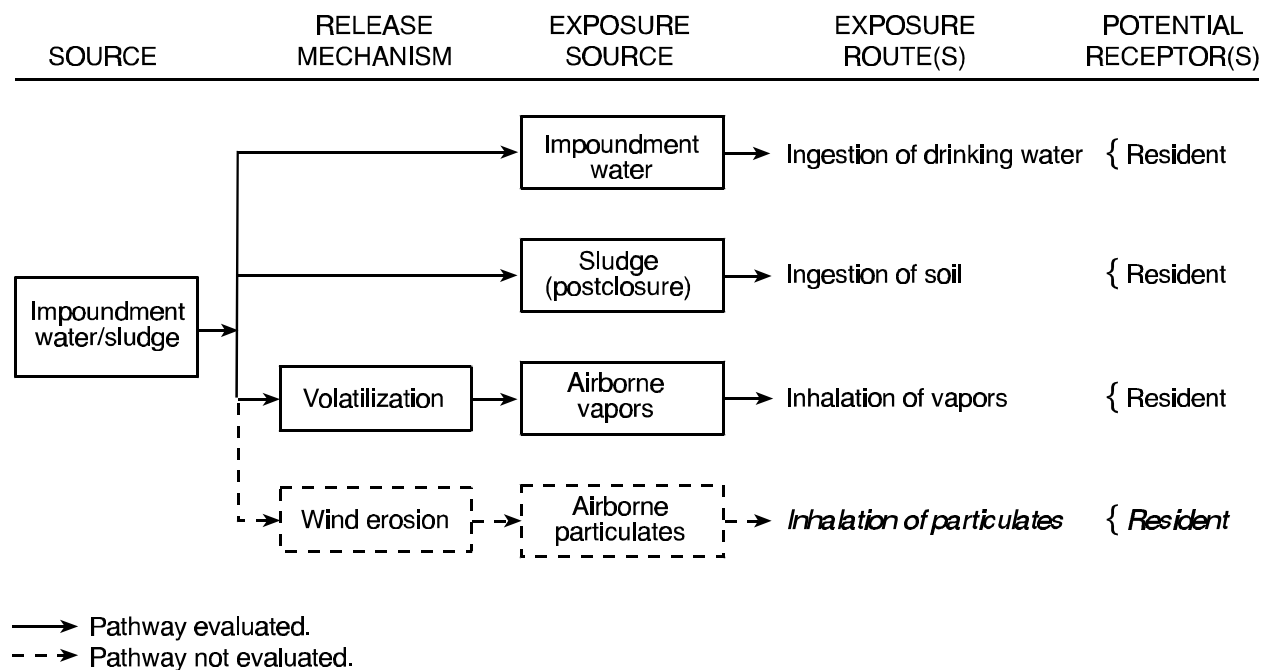 RELEASE EXPOSURE EXPOSURE POTENTIAL
SOURCE MECHANISM SOURCE ROUTE(S) RECEPTOR(S)
Impoundment
water
Ingestion of drinking water { Resident
Sludge
(postclosure)
Ingestion of soil { Resident
Impoundment
water/sludge
Volatilization
Airborne
vapors
Inhalation of vapors { Resident
Wind erosion
Airborne
particulates
Inhalation of particulates { Resident
Pathway evaluated.
Pathway not evaluated.